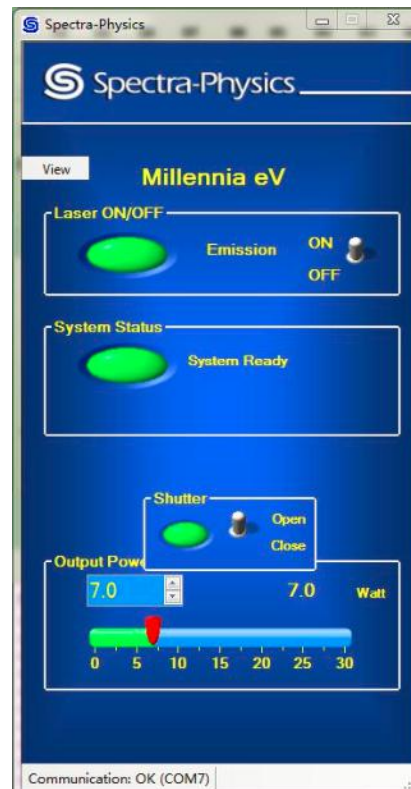 Spectra-Physics
Spectra-Physics
View
Millennia eV
Laser ON/OFF
Emission
ON
OFF
System Status
System Ready
Shutter
Open
Close
Output Powe
7.0
7.0 Watt
0 5 10 15 20 25 30
Communication: OK (COM7)